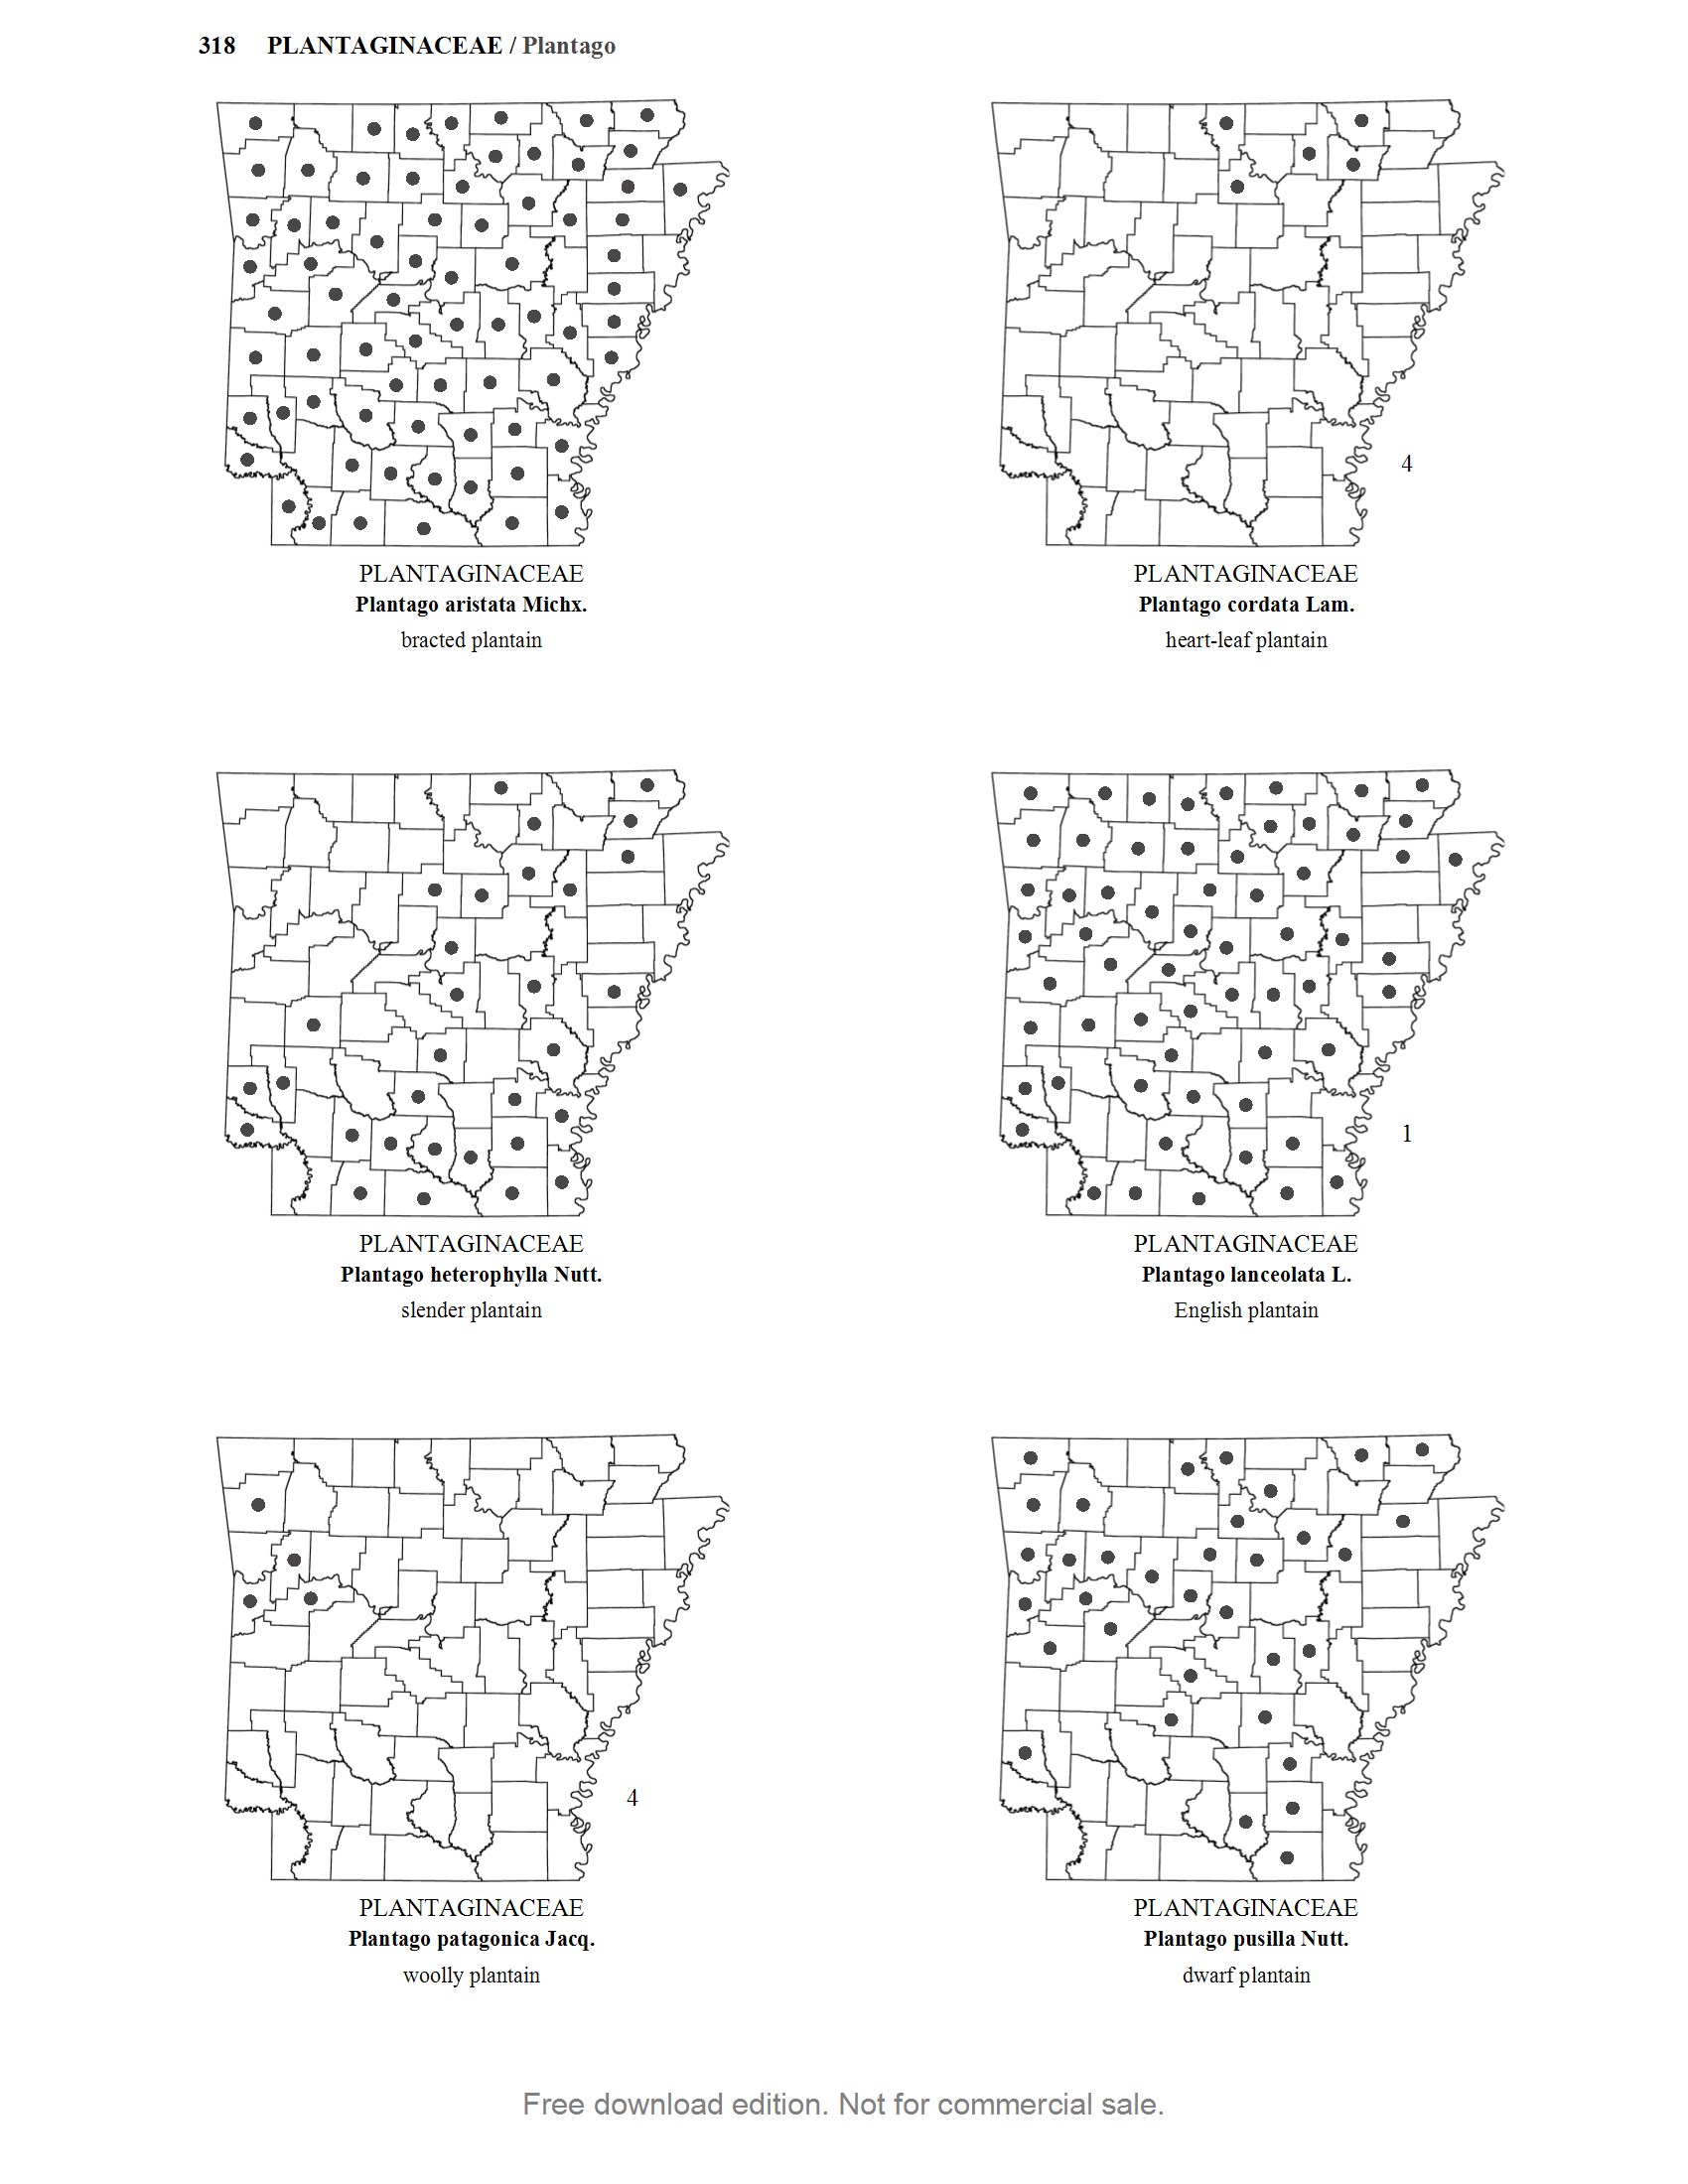 318 PLANTAGINACEAE / Plantago
PLANTAGINACEAE
Plantago aristata Michx.
bracted plantain
4
PLANTAGINACEAE
Plantago cordata Lam.
heart-leaf plantain
PLANTAGINACEAE
Plantago heterophylla Nutt.
slender plantain
1
PLANTAGINACEAE
Plantago lanceolata L.
English plantain
4
PLANTAGINACEAE
Plantago patagonica Jacq.
woolly plantain
PLANTAGINACEAE
Plantago pusilla Nutt.
dwarf plantain
Free download edition. Not for commercial sale.